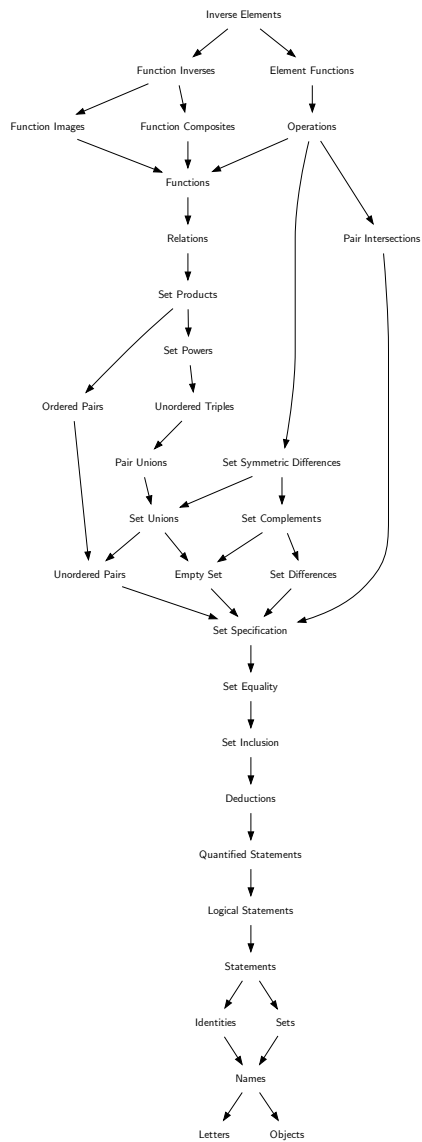 Inverse Elements
Function Inverses
Element Functions
Function Images
Function Composites
Operations
Functions
Relations
Pair Intersections
Set Products
Set Powers
Ordered Pairs
Unordered Triples
Pair Unions
Set Symmetric Differences
Set Unions
Set Complements
Unordered Pairs
Empty Set
Set Differences
Set Specification
Set Equality
Set Inclusion
Deductions
Quantified Statements
Logical Statements
Statements
Identities
Sets
Names
Letters
Objects